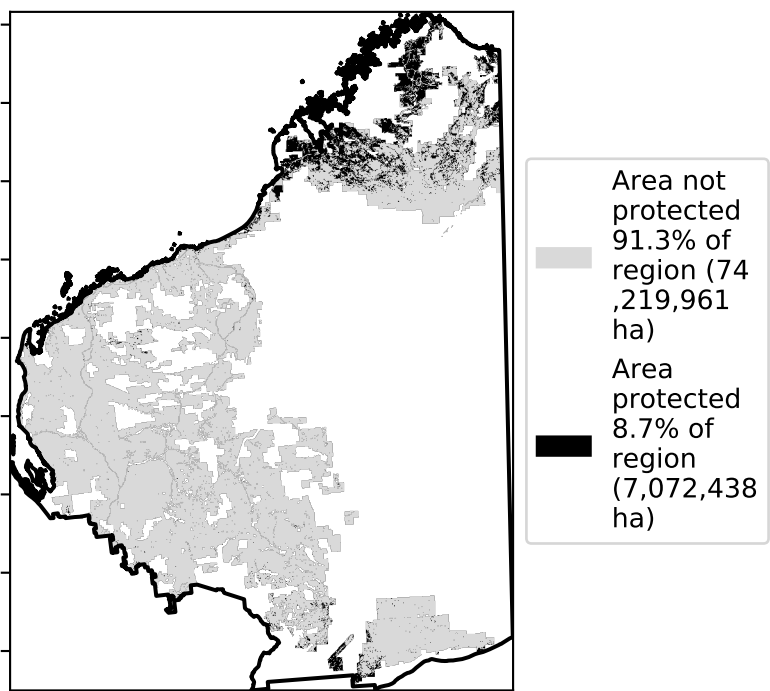 Area not
protected
91.3% of
region (74
,219,961
ha)
Area
protected
8.7% of
region
(7,072,438
ha)